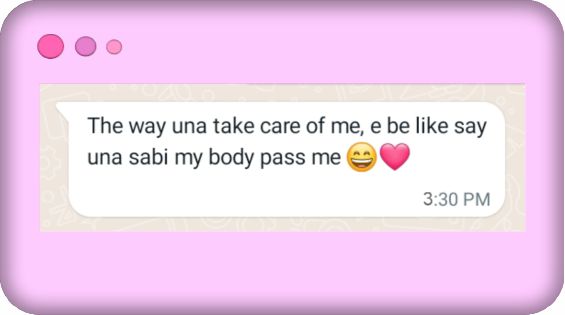 The way una take care of me, e be like say
una sabi my body pass me 😄❤️
3:30 PM